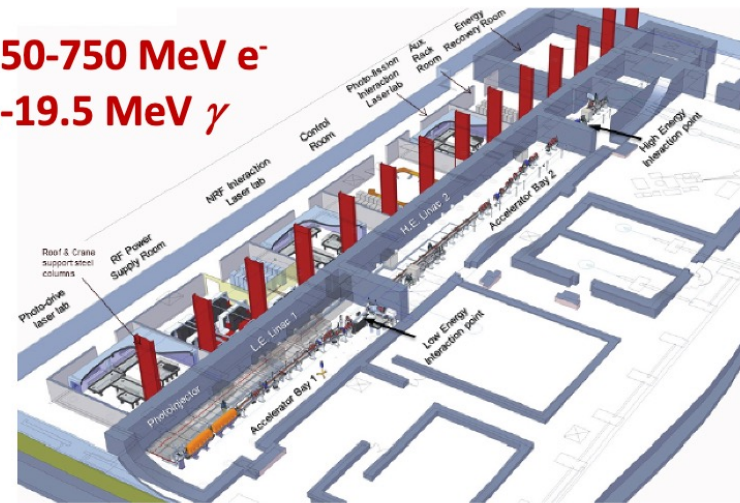 50-750 MeV e-
-19.5 MeV γ
Energy
Recovery Room
Aux
Rack
Room
Photo-fission
Interaction
Laser lab
Control
Room
NRF Interaction
Laser lab
RF Power
Supply Room
Roof & Crane
support steel
columns
Photo-drive
laser lab
High Energy
Interaction point
Accelerator Bay 2
H.E. Linac 2
Low Energy
Interaction point
L.E. Linac 1
Accelerator Bay 1
Photoinjector